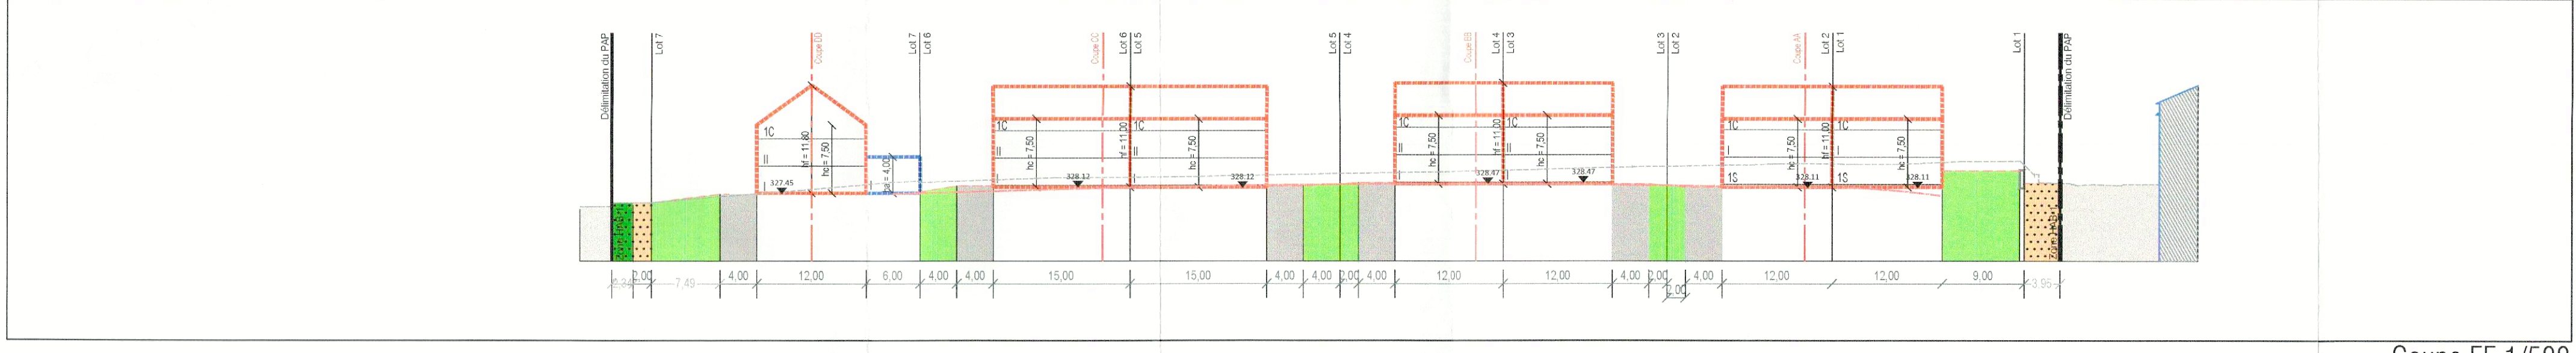 Délimitation du PAP
Lot 7
Coupe DD
Lot 7
Lot 6
Coupe CC
Lot 6
Lot 5
Lot 5
Lot 4
Coupe BB
Lot 4
Lot 3
Lot 3
Lot 2
Coupe AA
Lot 2
Lot 1
Lot 1
Délimitation du PAP
1C
II
I
hf = 11,80
hc = 7,50
327.45
I
= 4,00
1C
II
I
hc = 7,50
hf = 11,00
1C
II
I
hc = 7,50
328.12
328.12
1C
II
I
hc = 7,50
hf = 11,00
1C
I
hc = 7,50
328.47
328.47
1C
I
1S
hc = 7,50
hf = 11,00
1C
I
1S
hc = 7,50
328.11
328.11
2,00
7,49
4,00
12,00
6,00
4,00
4,00
15,00
15,00
4,00
4,00
2,00
4,00
12,00
12,00
4,00
2,00
2,00
4,00
12,00
12,00
9,00
3,95